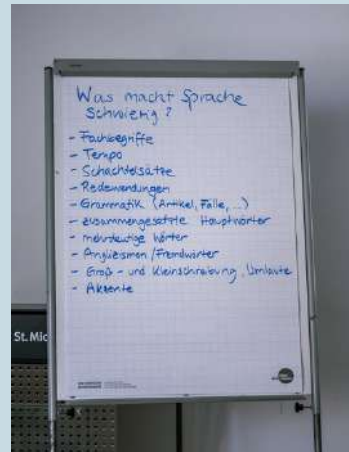 Was macht Sprache
schwierig?
- Fachbegriffe
- Tempo
- Schachtelsätze
- Redewendungen
- Grammatik (Artikel, Fälle, ...)
- zusammengesetzte Hauptwörter
- mehrdeutige Wörter
- Anglizismen/Fremdwörter
- Groß- und Kleinschreibung, Umlaute
- Akzente
St. Mic